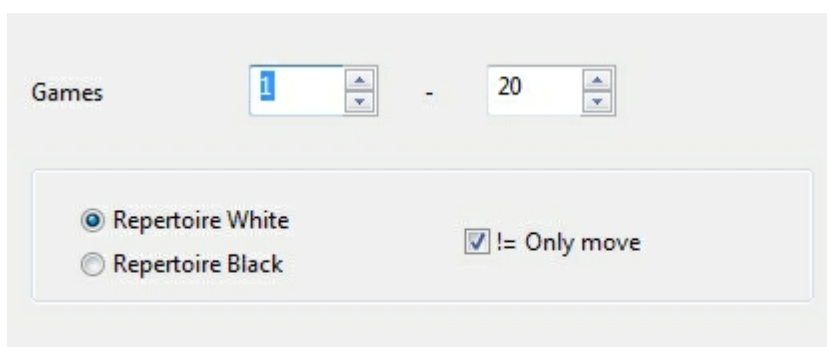 Games 1 - 20
Repertoire White
!= Only move
Repertoire Black